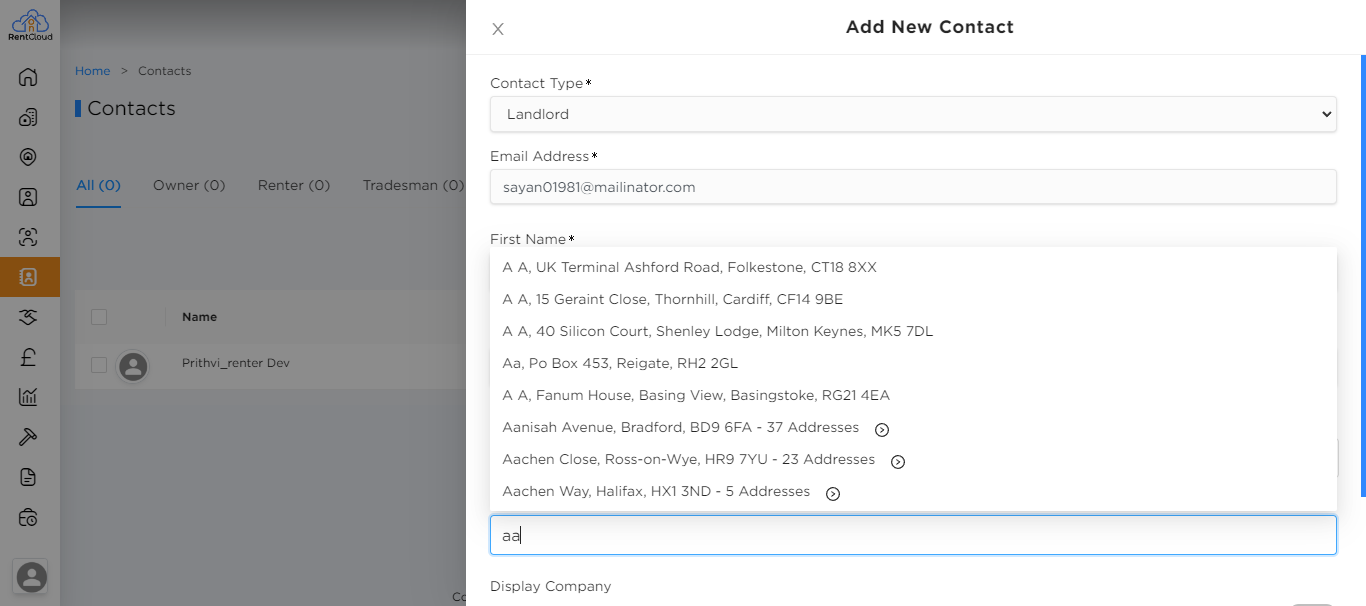 RentCloud
Home > Contacts
Contacts
All (0) Owner (0) Renter (0) Tradesman (0)
Name
Prithvi_renter Dev
X Add New Contact
Contact Type*
Landlord
Email Address*
sayan01981@mailinator.com
First Name*
A A, UK Terminal Ashford Road, Folkestone, CT18 8XX
A A, 15 Geraint Close, Thornhill, Cardiff, CF14 9BE
A A, 40 Silicon Court, Shenley Lodge, Milton Keynes, MK5 7DL
Aa, Po Box 453, Reigate, RH2 2GL
A A, Fanum House, Basing View, Basingstoke, RG21 4EA
Aanisah Avenue, Bradford, BD9 6FA - 37 Addresses
Aachen Close, Ross-on-Wye, HR9 7YU - 23 Addresses
Aachen Way, Halifax, HX1 3ND - 5 Addresses
aa
Display Company